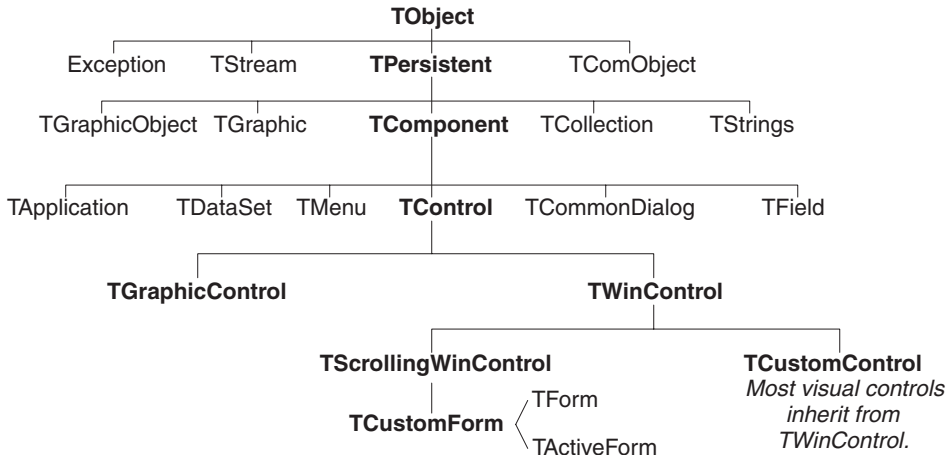 TObject
Exception TStream TPersistent TComObject
TGraphicObject TGraphic TComponent TCollection TStrings
TApplication TDataSet TMenu TControl TCommonDialog TField
TGraphicControl TWinControl
TScrollingWinControl TCustomControl
Most visual controls
inherit from
TWinControl.
TCustomForm
TForm
TActiveForm